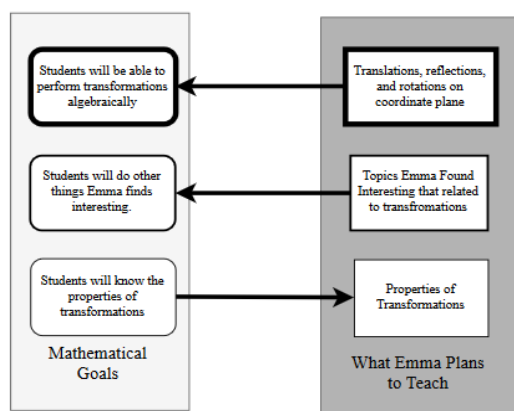 Students will be able to
perform transformations
algebraically
Translations, reflections,
and rotations on
coordinate plane
Students will do other
things Emma finds
interesting.
Topics Emma Found
Interesting that related
to transfromations
Students will know the
properties of
transformations
Properties of
Transformations
Mathematical
Goals
What Emma Plans
to Teach